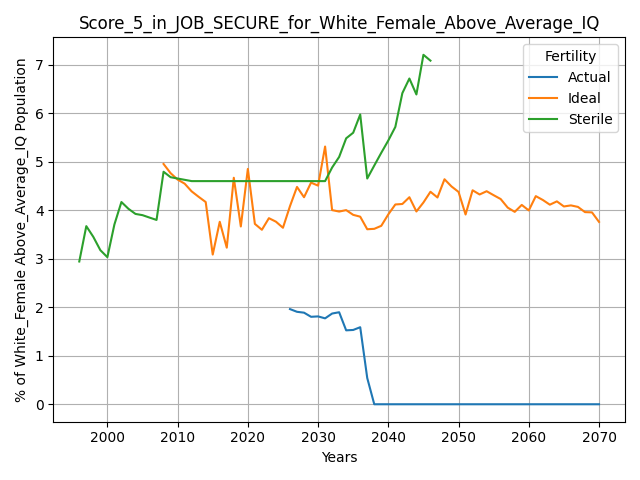 Score_5_in_JOB_SECURE_for_White_Female_Above_Average_IQ
% of White_Female Above_Average_IQ Population
7
6
5
4
3
2
1
0
Fertility
Actual
Ideal
Sterile
2000 2010 2020 2030 2040 2050 2060 2070
Years